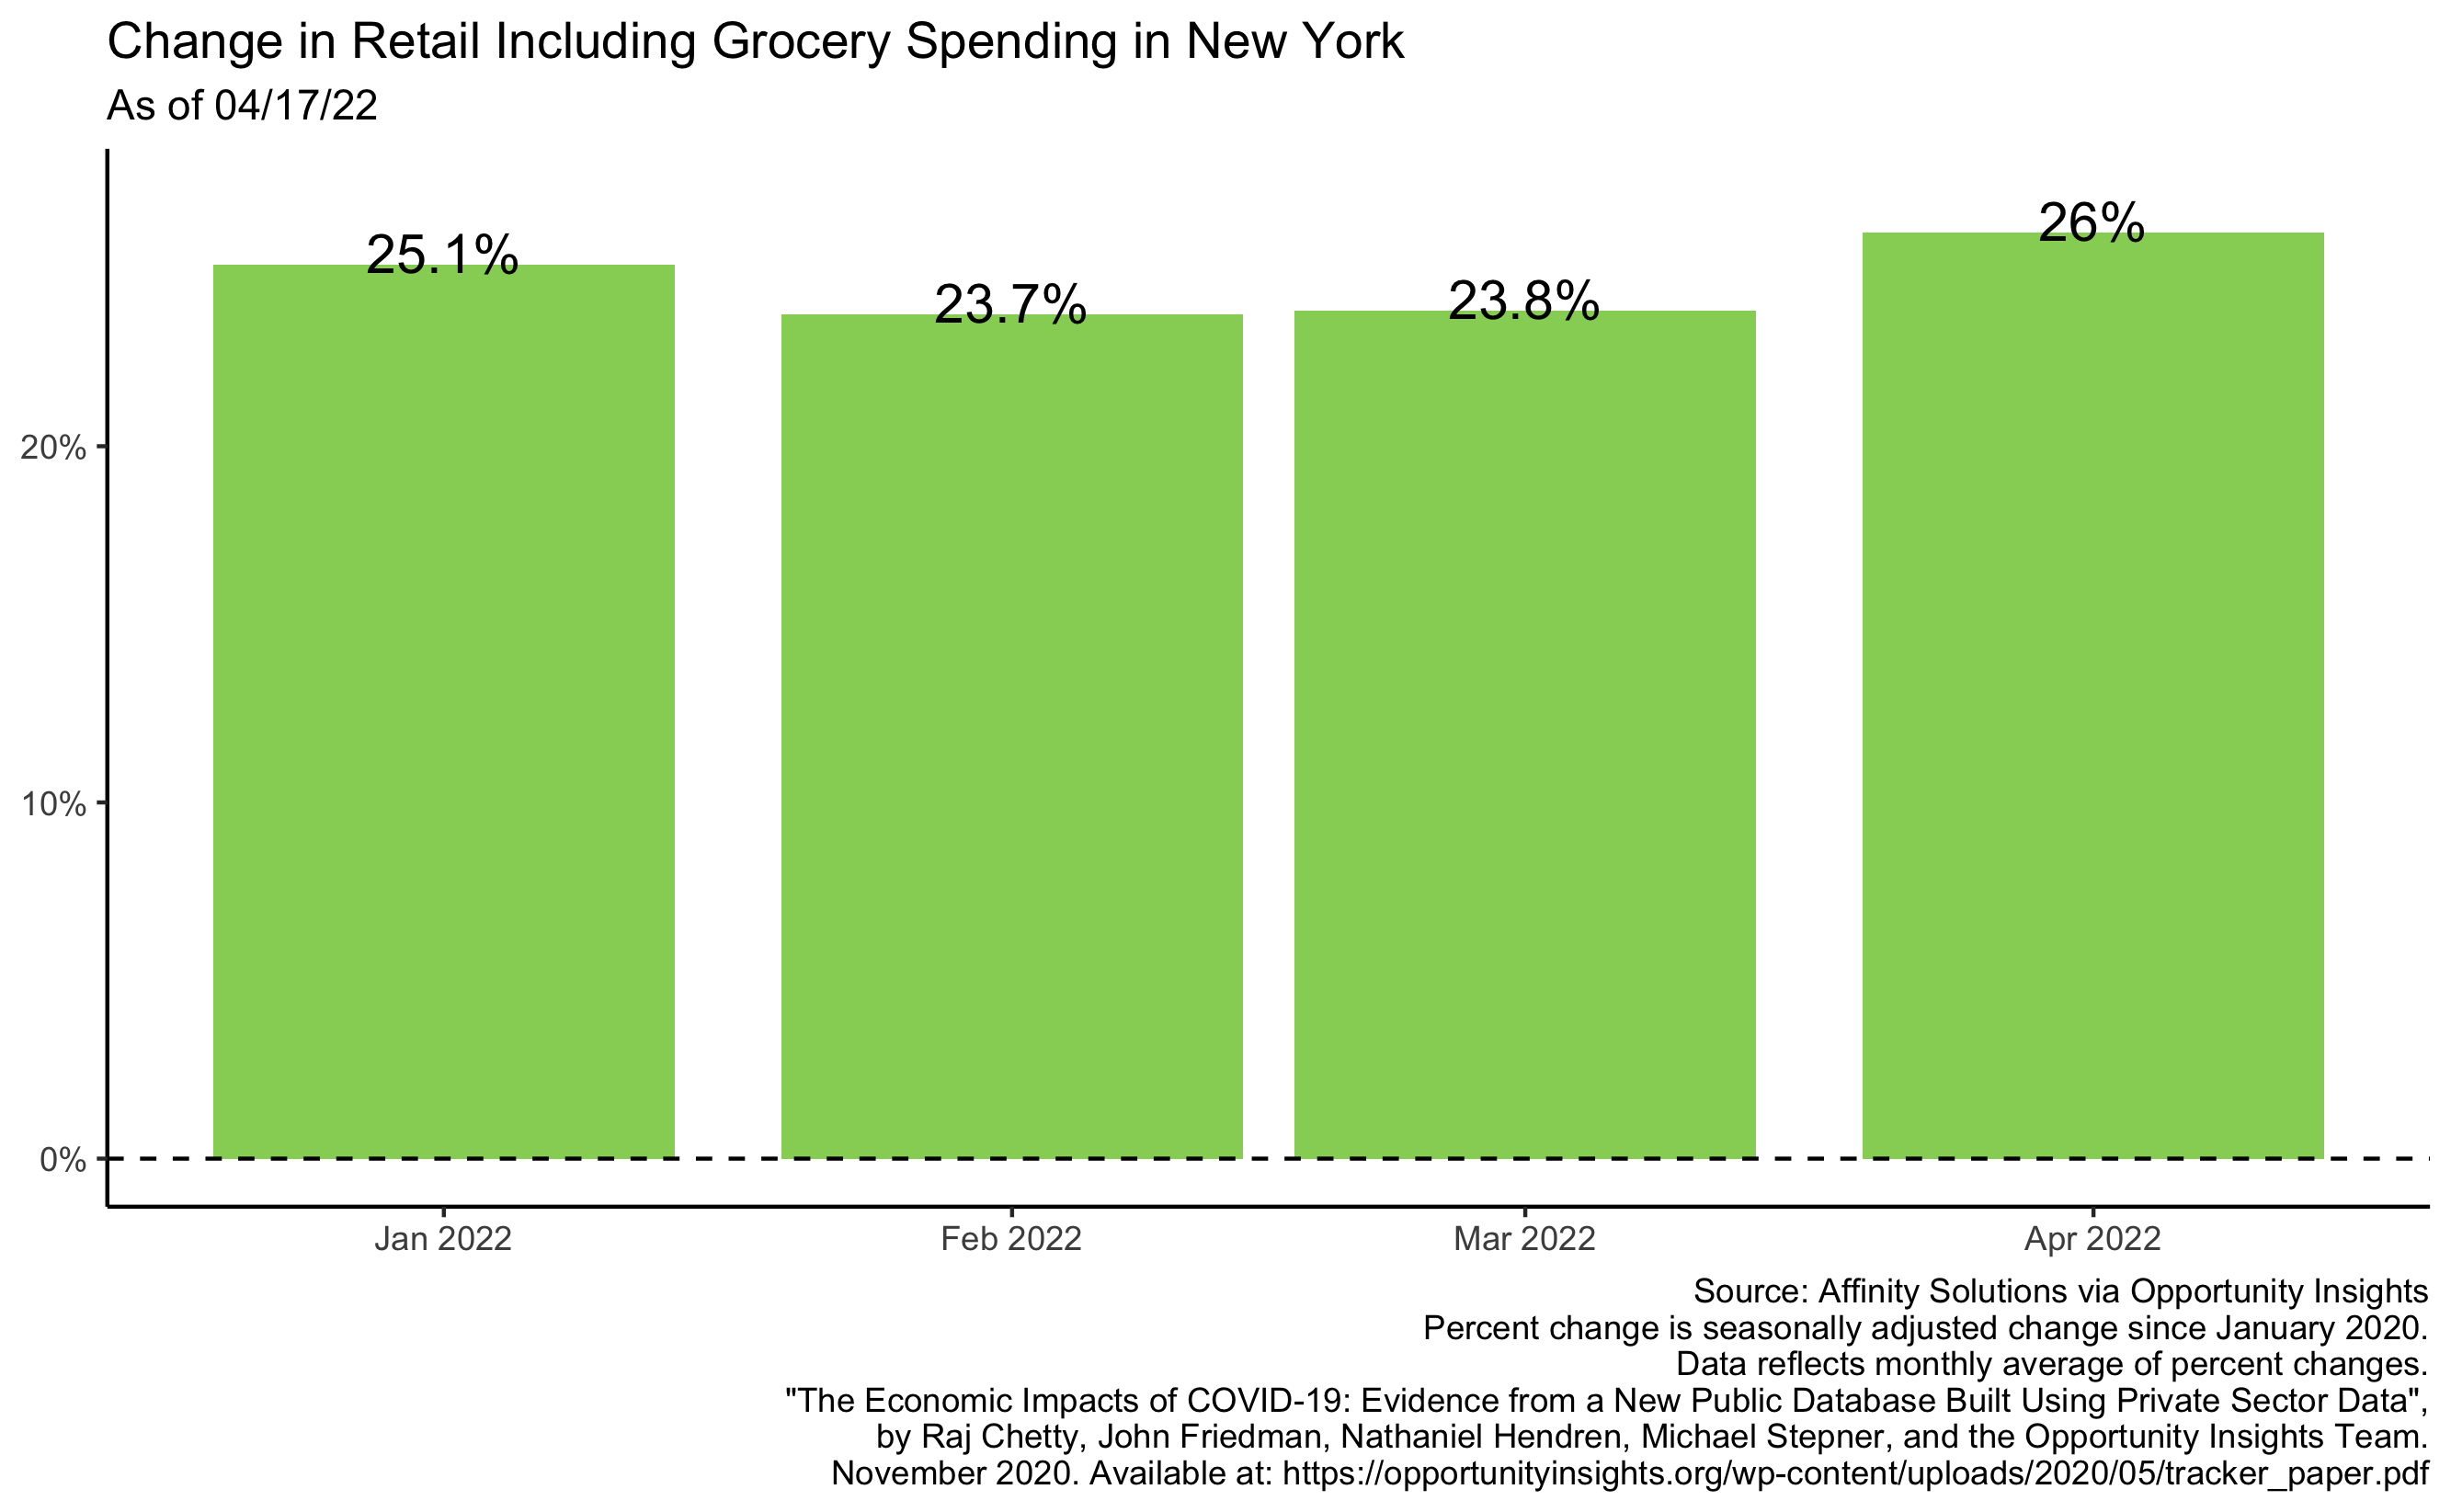 Change in Retail Including Grocery Spending in New York
As of 04/17/22
25.1%
23.7%
23.8%
26%
20%
10%
0%
Jan 2022
Feb 2022
Mar 2022
Apr 2022
Source: Affinity Solutions via Opportunity Insights
Percent change is seasonally adjusted change since January 2020.
Data reflects monthly average of percent changes.
"The Economic Impacts of COVID-19: Evidence from a New Public Database Built Using Private Sector Data",
by Raj Chetty, John Friedman, Nathaniel Hendren, Michael Stepner, and the Opportunity Insights Team.
November 2020. Available at: https://opportunityinsights.org/wp-content/uploads/2020/05/tracker_paper.pdf